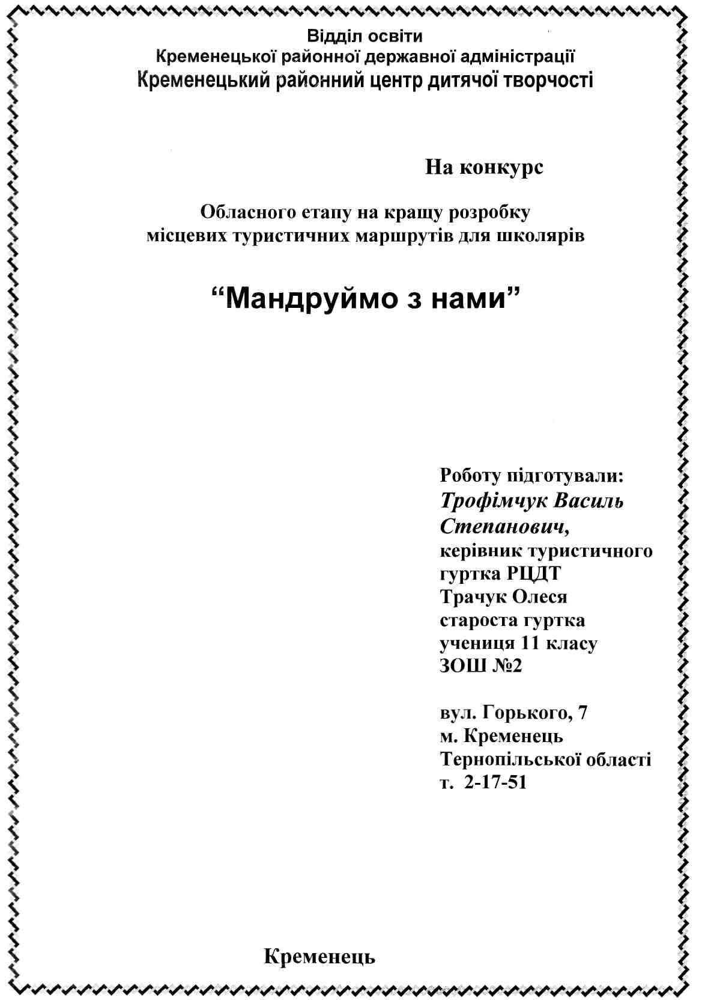 Відділ освіти
Кременецької районної державної адміністрації
Кременецький районний центр дитячої творчості
На конкурс
Обласного етапу на кращу розробку
місцевих туристичних маршрутів для школярів
“Мандруймо з нами”
Роботу підготували:
Трофімчук Василь
Степанович,
керівник туристичного
гуртка РЦДТ
Трачук Олеся
староста гуртка
учениця 11 класу
ЗОШ №2
вул. Горького, 7
м. Кременець
Тернопільської області
т.  2-17-51
Кременець